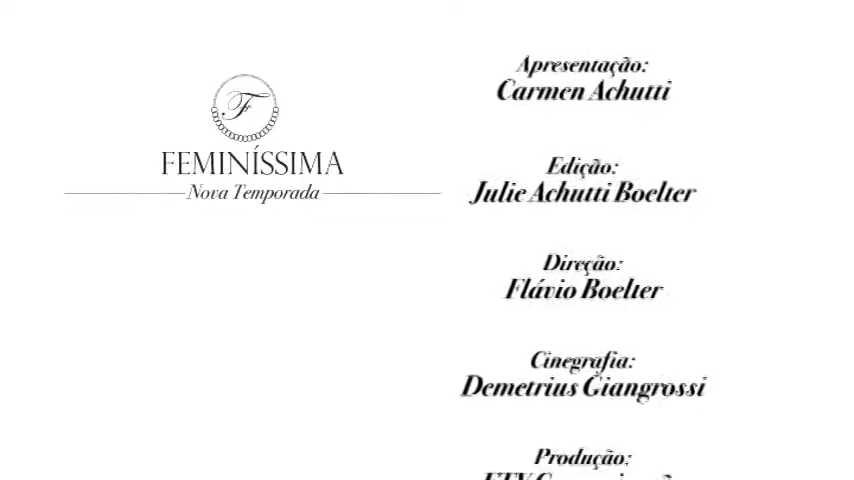 F
FEMINÍSSIMA
Nova Temporada
Apresentação:
Carmen Achutti
Edição:
Julie Achutti Boelter
Direção:
Flávio Boelter
Cinegrafia:
Demetrius Giangrossi
Produção: